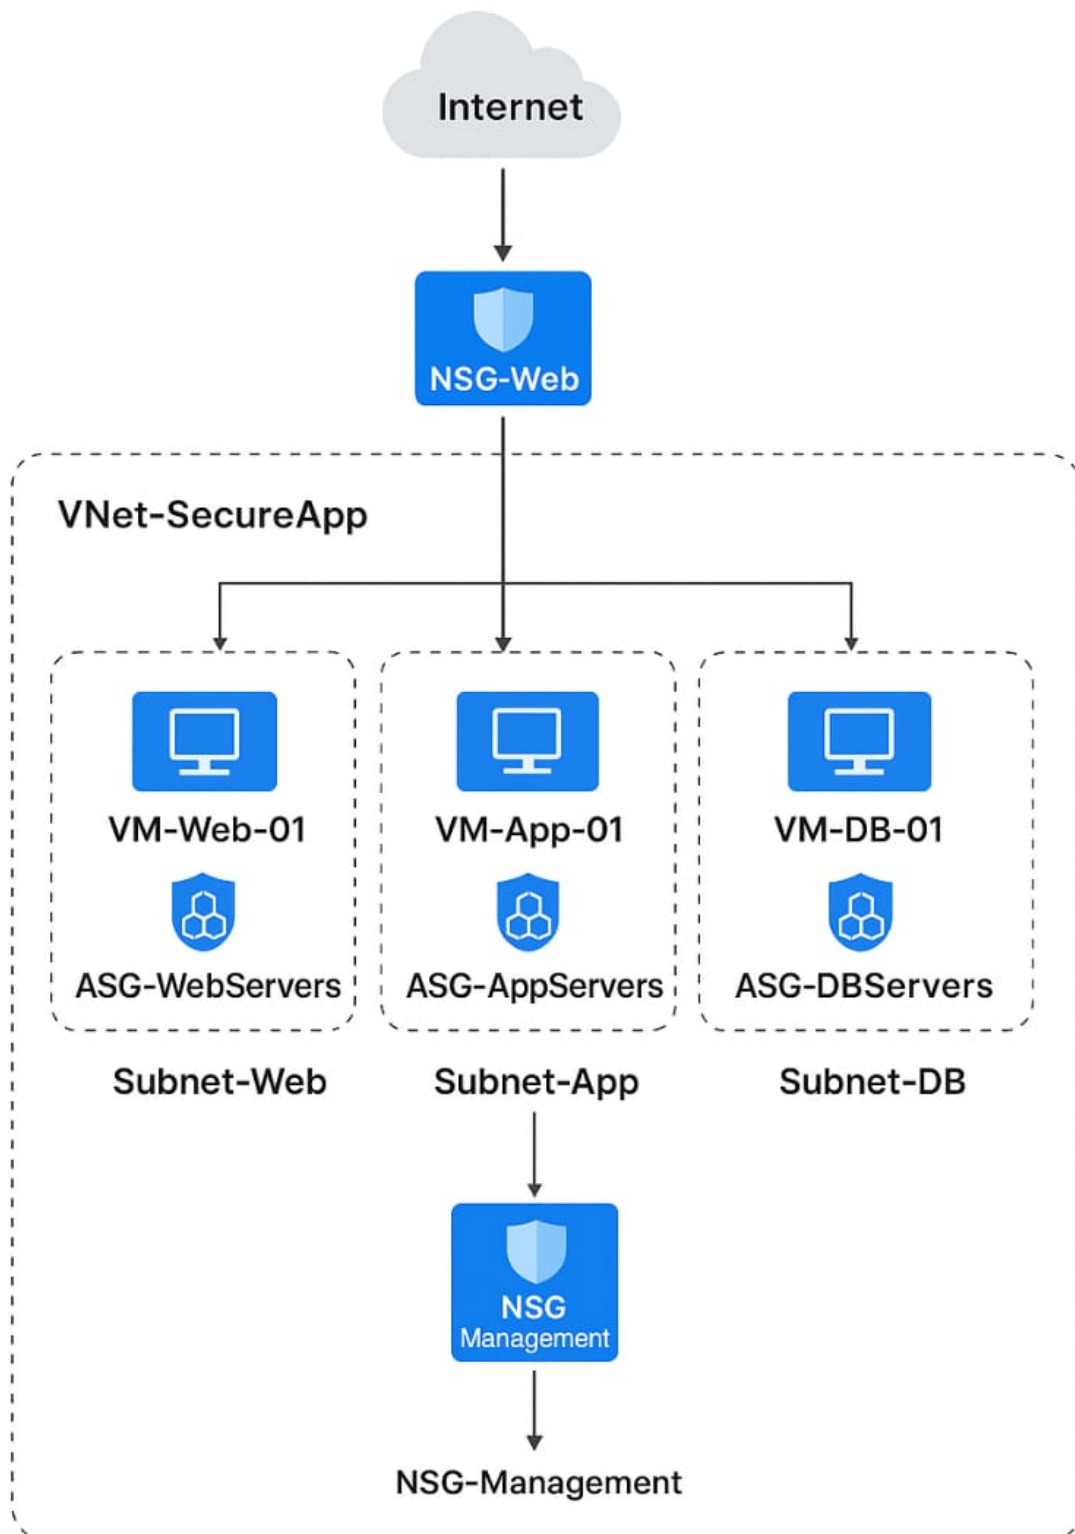 Internet
NSG-Web
VNet-SecureApp
VM-Web-01
VM-App-01
VM-DB-01
ASG-WebServers
ASG-AppServers
ASG-DBServers
Subnet-Web
Subnet-App
Subnet-DB
NSG
Management
NSG-Management